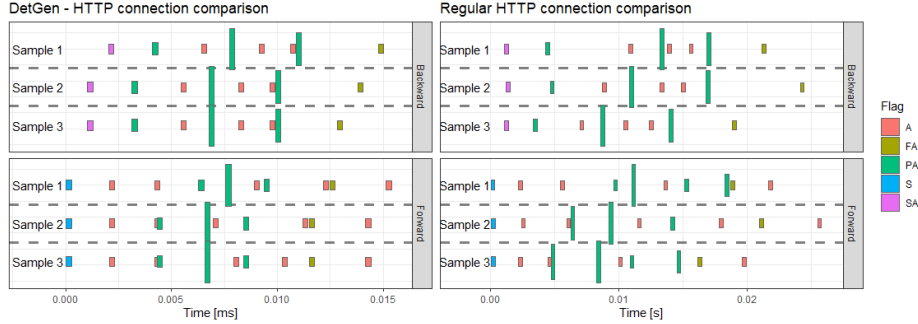 DetGen - HTTP connection comparison
Regular HTTP connection comparison
Sample 1
Sample 2
Sample 3
Backward
Sample 1
Sample 2
Sample 3
Backward
Sample 1
Sample 2
Sample 3
Forward
Sample 1
Sample 2
Sample 3
Forward
0.000 0.005 0.010 0.015
Time [ms]
0.00 0.01 0.02
Time [s]
Flag
A
FA
PA
S
SA